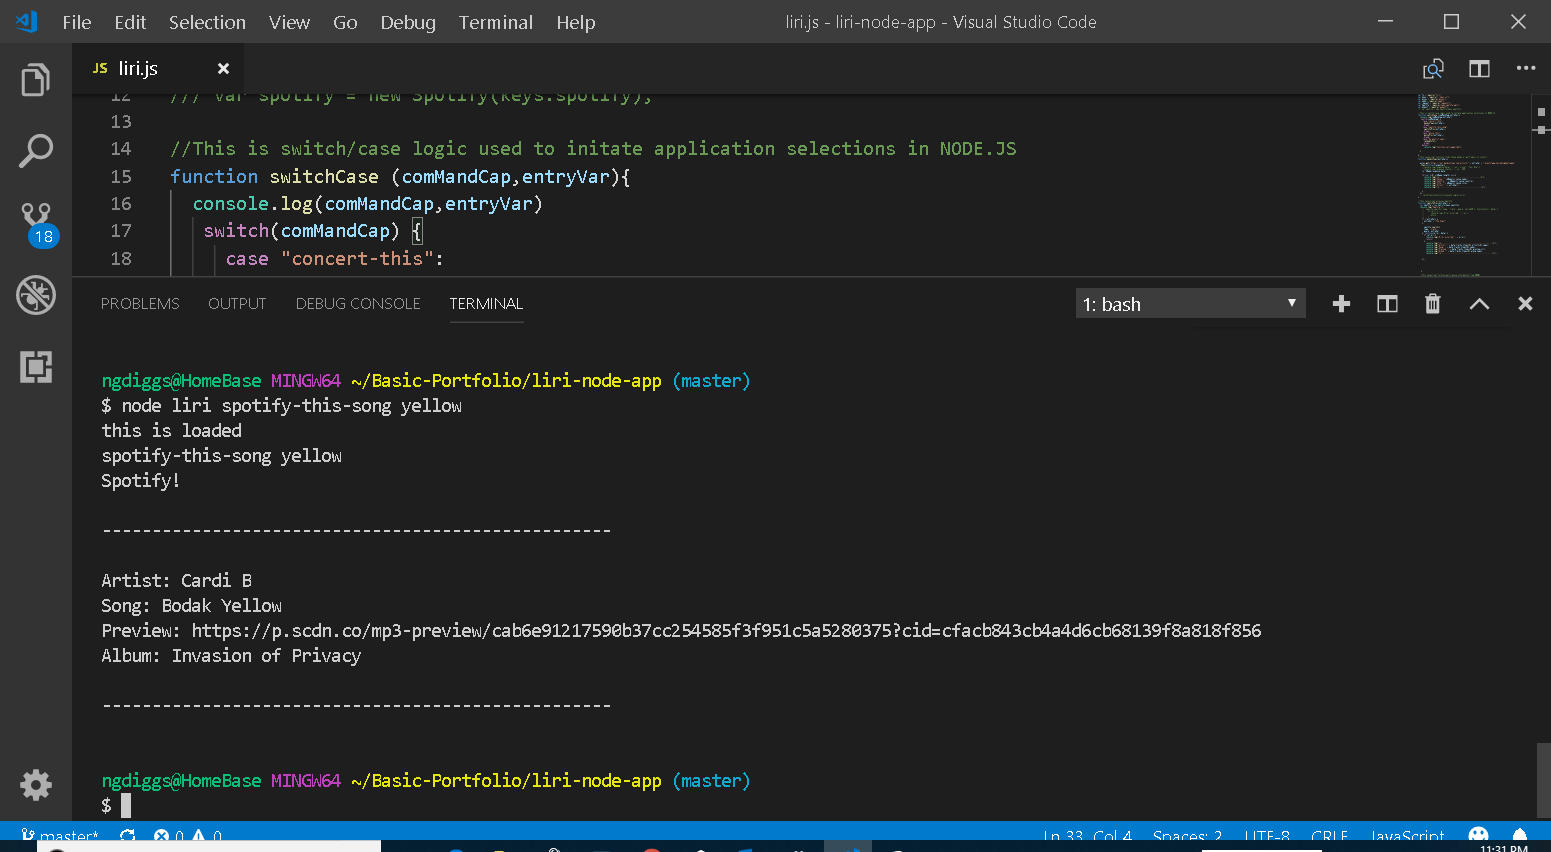 File Edit Selection View Go Debug Terminal Help
liri.js - liri-node-app - Visual Studio Code
JS liri.js
12 /// var spotify = new Spotify(keys.spotify);
13
14 //This is switch/case logic used to initate application selections in NODE.JS
15 function switchCase (comMandCap,entryVar){
16 console.log(comMandCap,entryVar)
17 switch(comMandCap) {
18 case "concert-this":
18
PROBLEMS OUTPUT DEBUG CONSOLE TERMINAL
1: bash
ngdiggs@HomeBase MINGW64 ~/Basic-Portfolio/liri-node-app (master)
$ node liri spotify-this-song yellow
this is loaded
spotify-this-song yellow
Spotify!
---------------------------------------------------
Artist: Cardi B
Song: Bodak Yellow
Preview: https://p.scdn.co/mp3-preview/cab6e91217590b37cc254585f3f951c5a5280375?cid=cfacb843cb4a4d6cb68139f8a818f856
Album: Invasion of Privacy
---------------------------------------------------
ngdiggs@HomeBase MINGW64 ~/Basic-Portfolio/liri-node-app (master)
$
master* 0 0 Ln 33, Col 4 Spaces: 2 UTF-8 CRLF JavaScript
11:31 PM